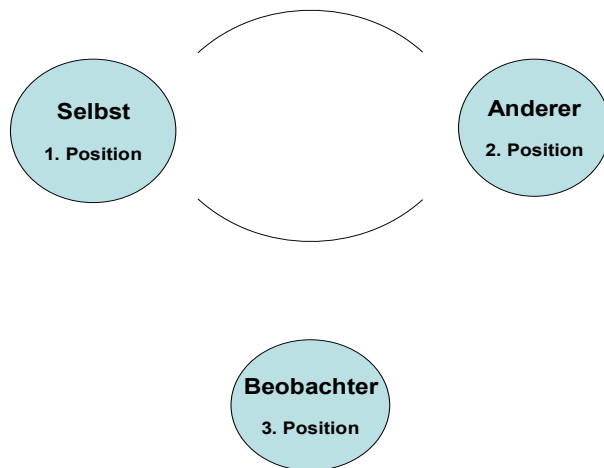 Selbst
1. Position
Anderer
2. Position
Beobachter
3. Position